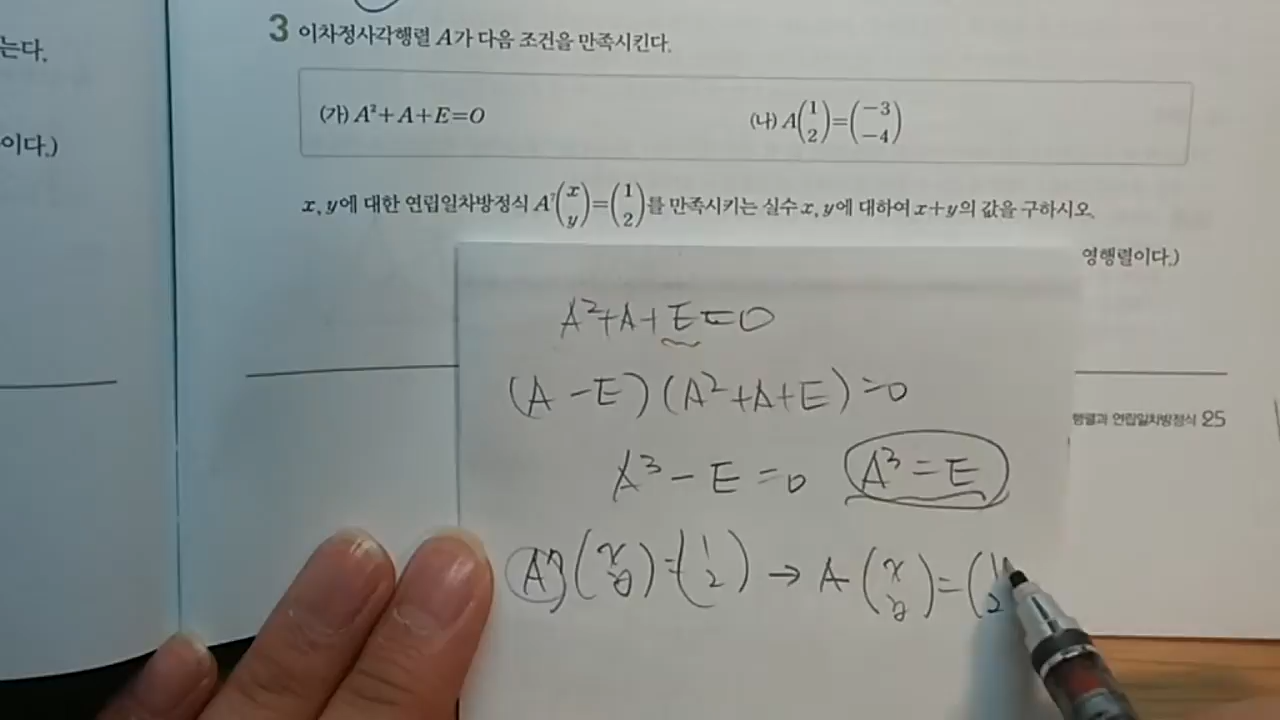 는다.
이다.)
3 이차정사각행렬 A가 다음 조건을 만족시킨다.
(가) A²+A+E=O (나) A(1 2)=(-3 -4)
x, y에 대한 연립일차방정식 A⁷(x y)=(1 2)를 만족시키는 실수 x, y에 대하여 x+y의 값을 구하시오.
영행렬이다.)
A²+A+E=0
(A-E)(A²+A+E)=0
A³-E=0 A³=E
A⁷(x y)=(1 2) → A(x y)=(1 2
행렬과 연립일차방정식 25